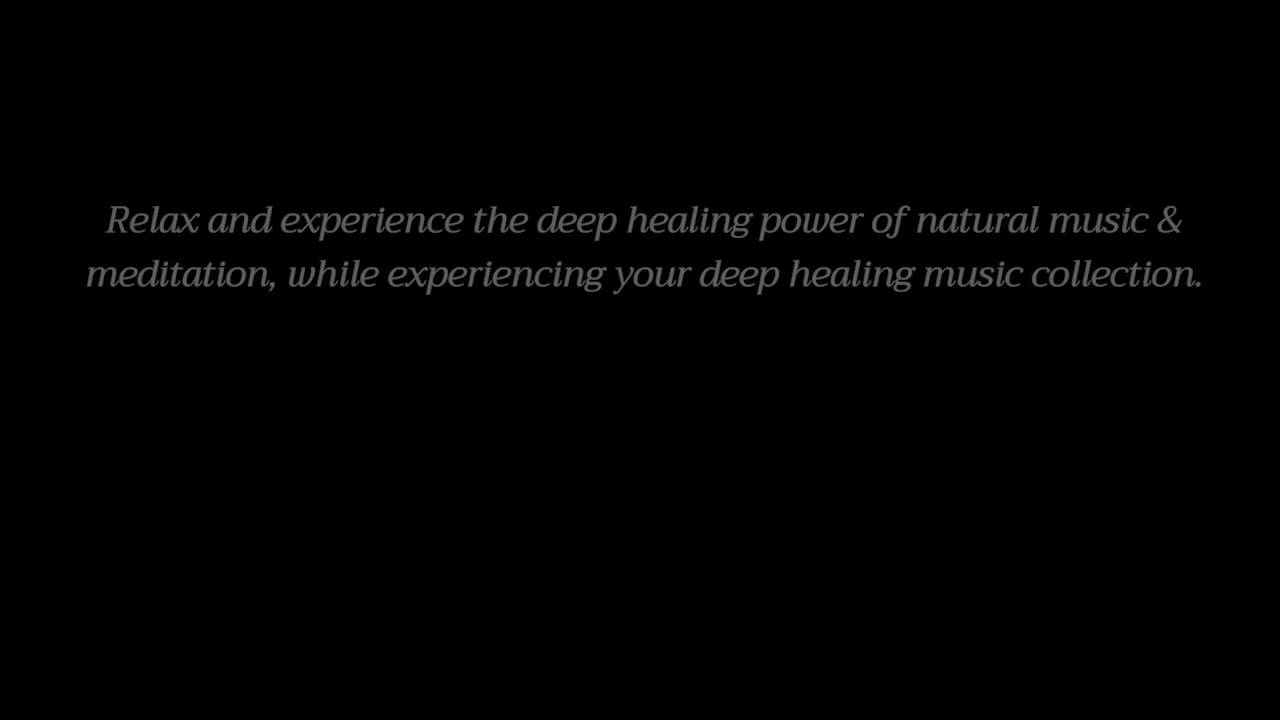 Relax and experience the deep healing power of natural music &
meditation, while experiencing your deep healing music collection.